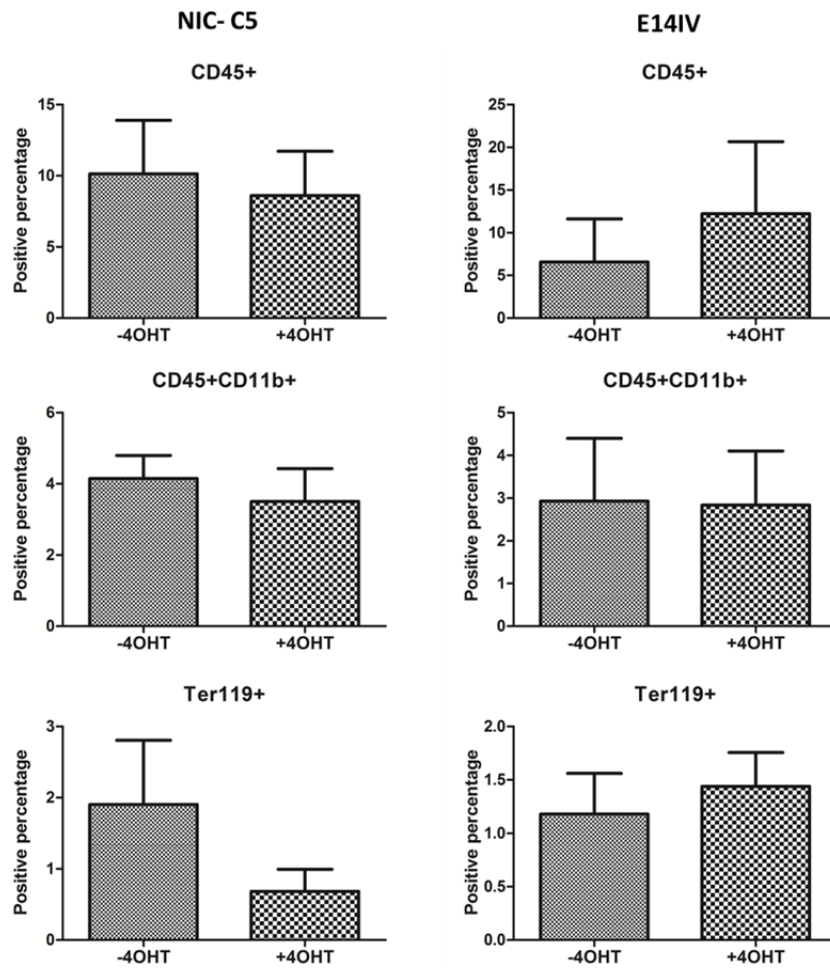 NIC- C5
E14IV
CD45+
Positive percentage
15
10
5
0
-4OHT
+4OHT
CD45+
Positive percentage
25
20
15
10
5
0
-4OHT
+4OHT
CD45+CD11b+
Positive percentage
6
4
2
0
-4OHT
+4OHT
CD45+CD11b+
Positive percentage
5
4
3
2
1
0
-4OHT
+4OHT
Ter119+
Positive percentage
3
2
1
0
-4OHT
+4OHT
Ter119+
Positive percentage
2.0
1.5
1.0
0.5
0.0
-4OHT
+4OHT